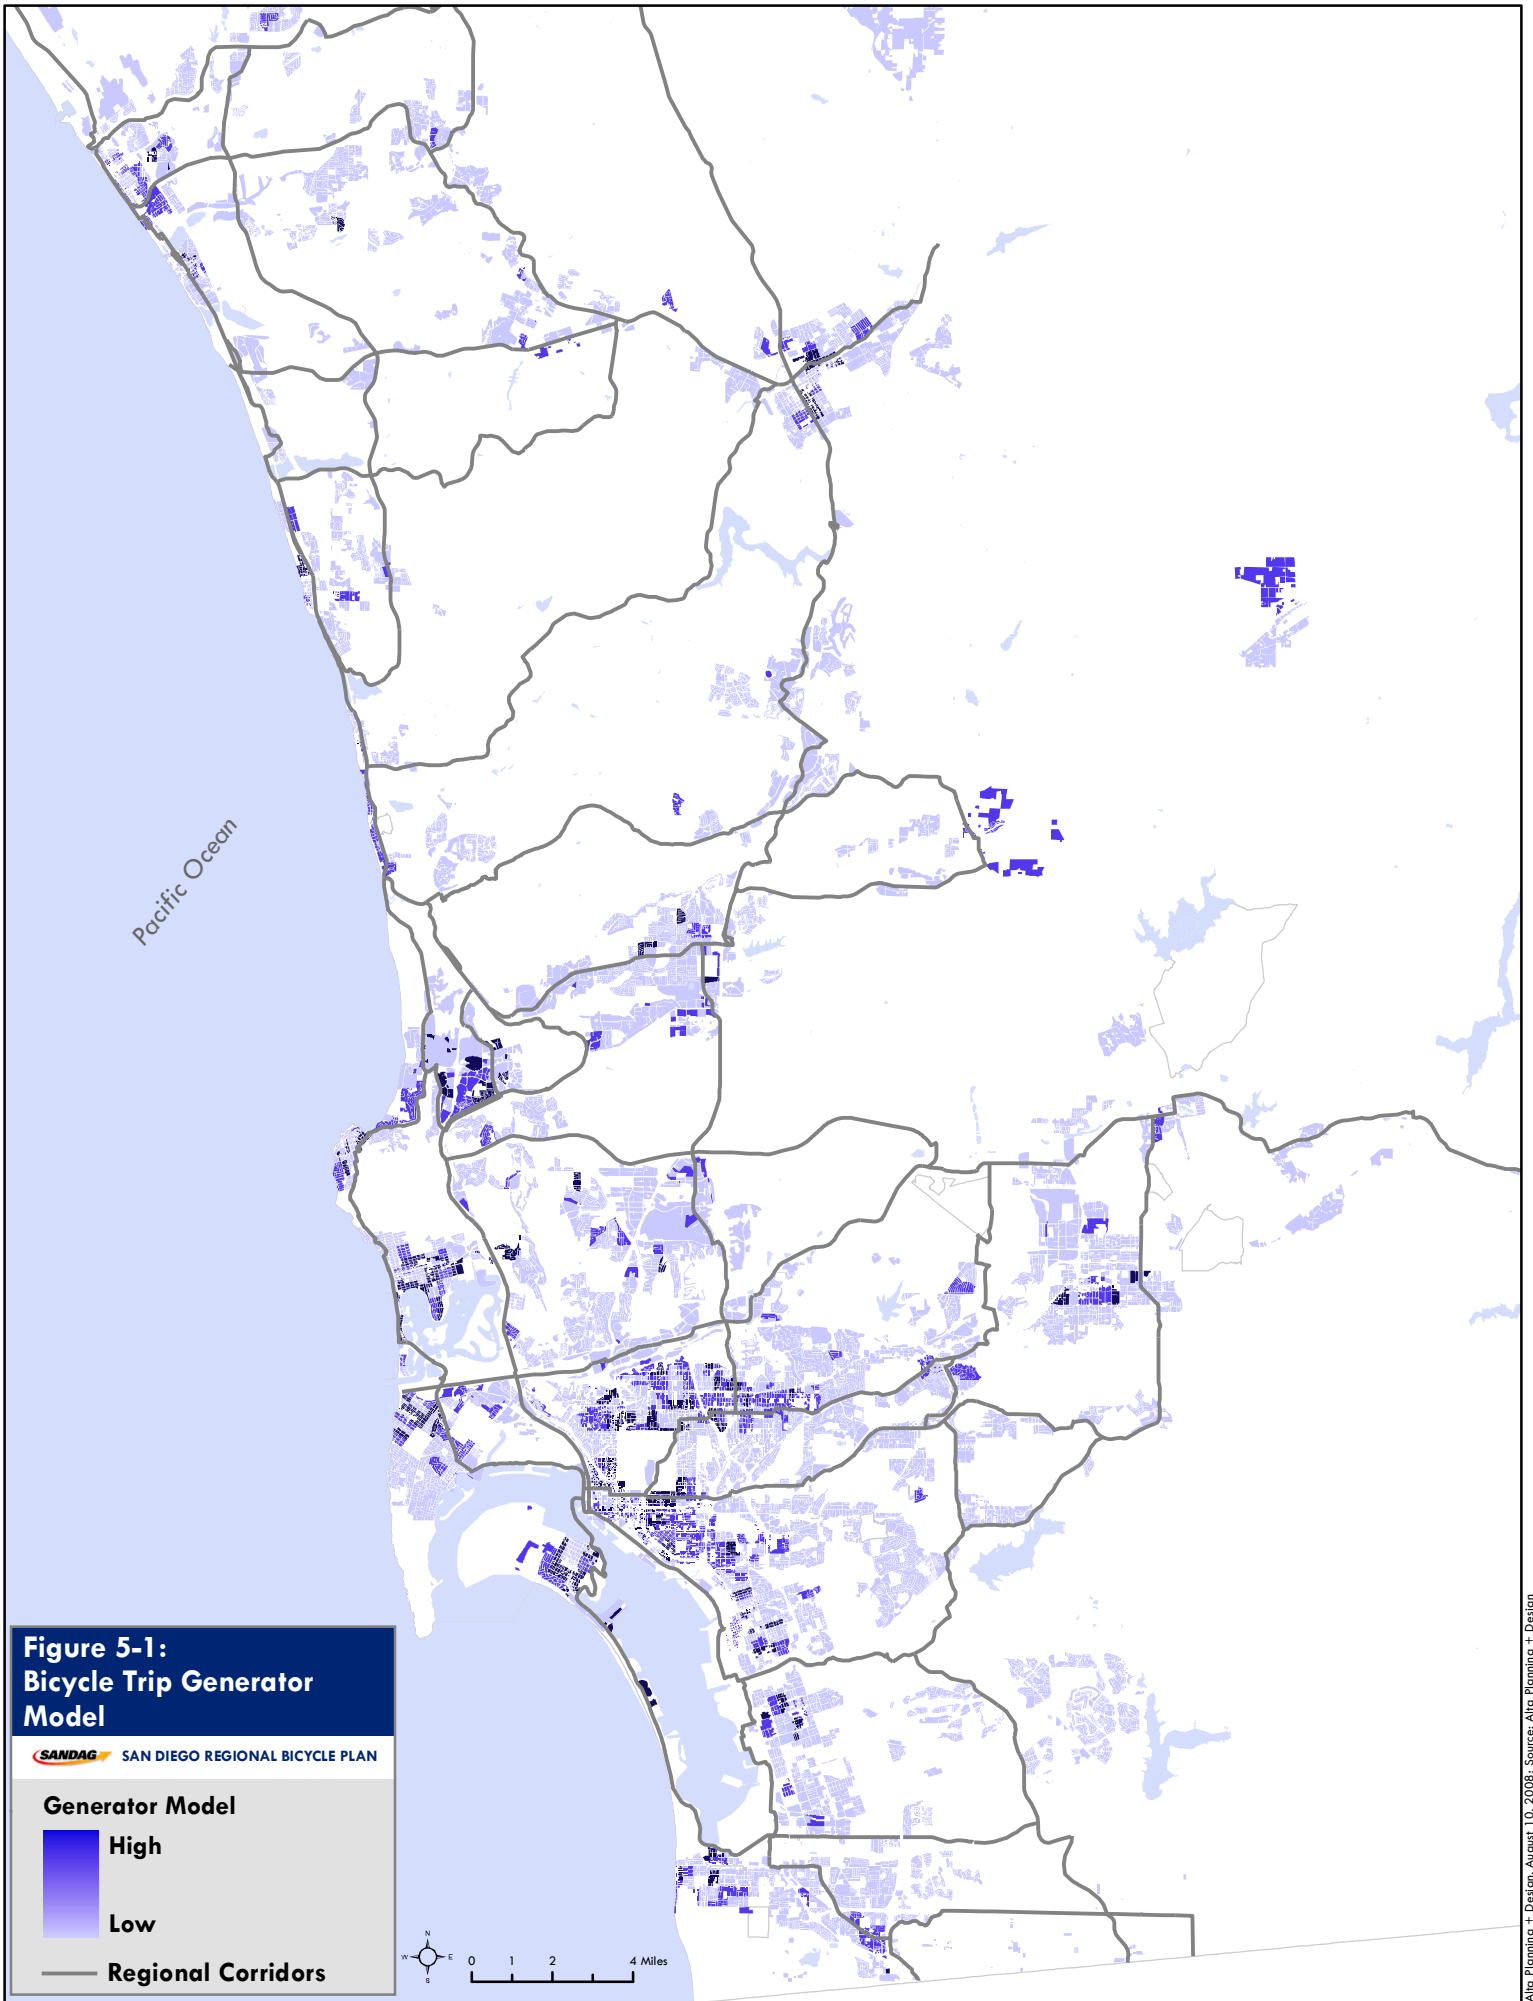 Pacific Ocean
Figure 5-1:
Bicycle Trip Generator
Model
SANDAG SAN DIEGO REGIONAL BICYCLE PLAN
Generator Model
High
Low
Regional Corridors
N
W E
S
0 1 2 4 Miles
Alta Planning + Design, August 10, 2008; Source: Alta Planning + Design